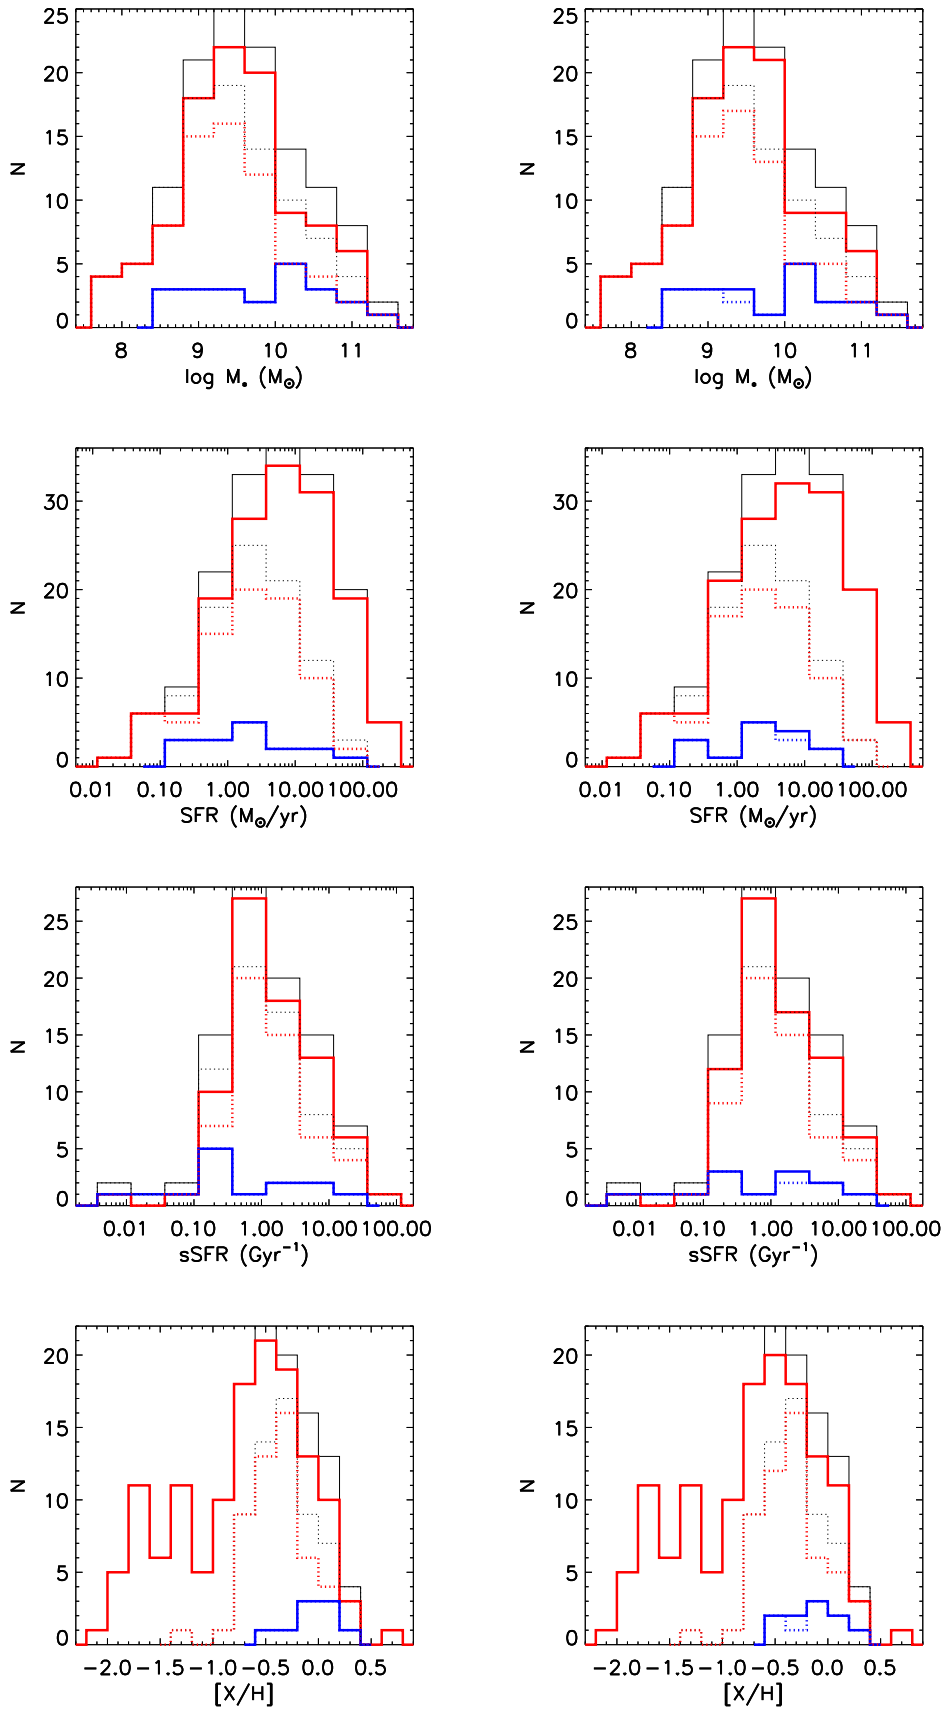 25 25
20 20
N 15 N 15
10 10
5 5
0 0
8 9 10 11 8 9 10 11
log M* (M⊙) log M* (M⊙)
30 30
N 20 N 20
10 10
0 0
0.01 0.10 1.00 10.00 100.00 0.01 0.10 1.00 10.00 100.00
SFR (M⊙/yr) SFR (M⊙/yr)
25 25
20 20
N 15 N 15
10 10
5 5
0 0
0.01 0.10 1.00 10.00 100.00 0.01 0.10 1.00 10.00 100.00
sSFR (Gyr⁻¹) sSFR (Gyr⁻¹)
20 20
15 15
N 10 N 10
5 5
0 0
−2.0 −1.5 −1.0 −0.5 0.0 0.5 −2.0 −1.5 −1.0 −0.5 0.0 0.5
[X/H] [X/H]